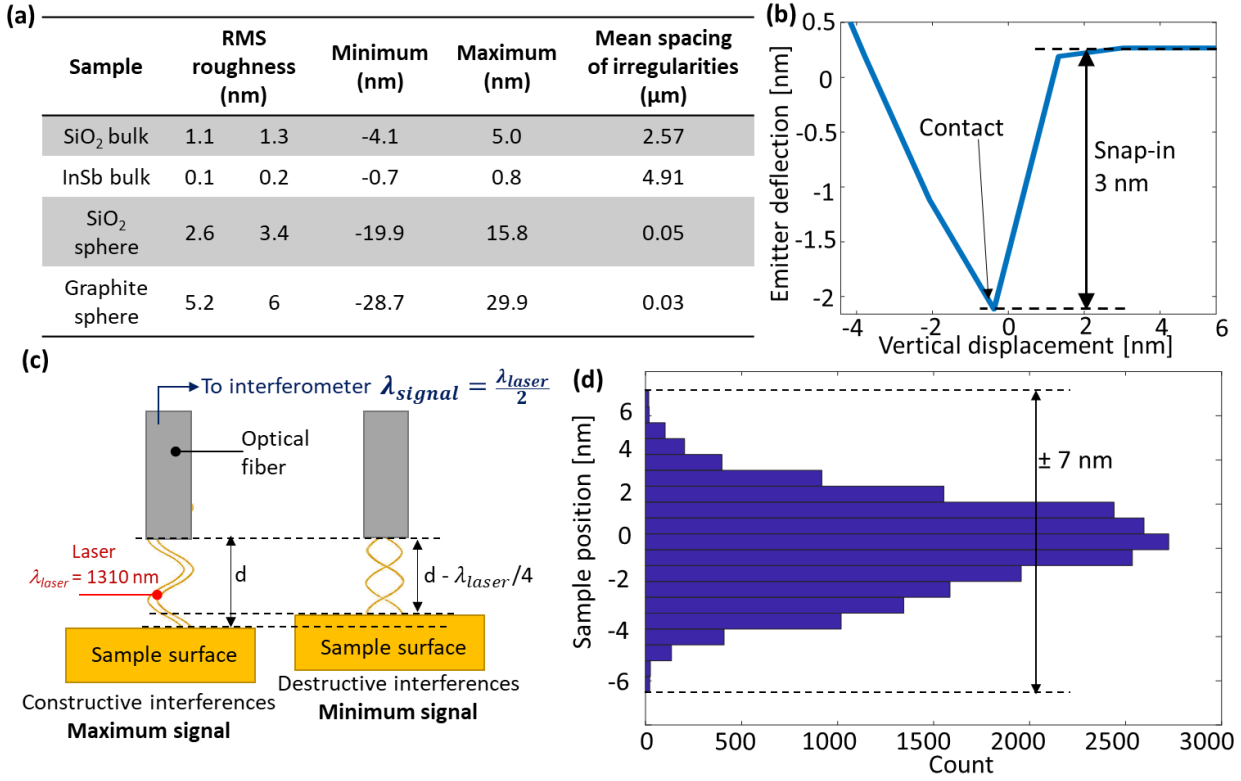 (a)
Sample RMS roughness (nm) Minimum (nm) Maximum (nm) Mean spacing of irregularities (μm)
SiO₂ bulk 1.1 1.3 -4.1 5.0 2.57
InSb bulk 0.1 0.2 -0.7 0.8 4.91
SiO₂ sphere 2.6 3.4 -19.9 15.8 0.05
Graphite sphere 5.2 6 -28.7 29.9 0.03
(b)
Emitter deflection [nm]
0.5
0
-0.5
-1
-1.5
-2
Contact
Snap-in
3 nm
-4 -2 0 2 4 6
Vertical displacement [nm]
(c)
To interferometer λsignal = λlaser/2
Optical
fiber
Laser
λlaser = 1310 nm
d
d - λlaser/4
Sample surface
Sample surface
Constructive interferences
Maximum signal
Destructive interferences
Minimum signal
(d)
Sample position [nm]
6
4
2
0
-2
-4
-6
± 7 nm
0 500 1000 1500 2000 2500 3000
Count